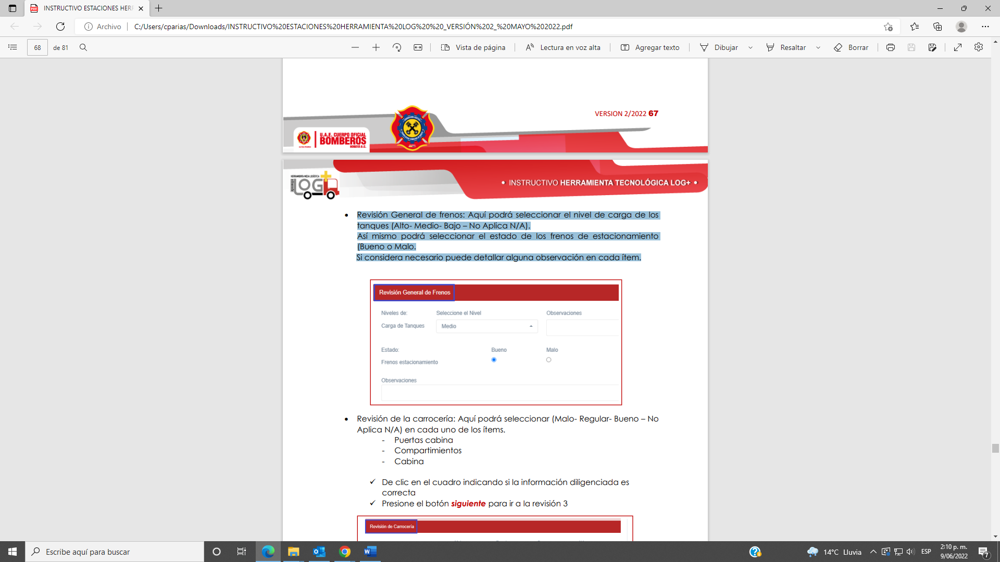 INSTRUCTIVO ESTACIONES HERR
Archivo
C:/Users/cparias/Downloads/INSTRUCTIVO%20ESTACIONES%20HERRAMIENTA%20LOG%20%20_VERSIÓN%202_%20MAYO%202022.pdf
68 de 81
Vista de página
Lectura en voz alta
Agregar texto
Dibujar
Resaltar
Borrar
VERSION 2/2022 67
U.A.E. CUERPO OFICIAL
BOMBEROS
BOGOTÁ D.C.
HERRAMIENTA MESA LOGÍSTICA
LOG+
• INSTRUCTIVO HERRAMIENTA TECNOLÓGICA LOG+ •
• Revisión General de frenos: Aquí podrá seleccionar el nivel de carga de los
tanques (Alto- Medio- Bajo – No Aplica N/A).
Así mismo podrá seleccionar el estado de los frenos de estacionamiento
(Bueno o Malo.
Si considera necesario puede detallar alguna observación en cada ítem.
Revisión General de Frenos
Niveles de: Seleccione el Nivel Observaciones
Carga de Tanques Medio
Estado: Bueno Malo
Frenos estacionamiento
Observaciones
• Revisión de la carrocería: Aquí podrá seleccionar (Malo- Regular- Bueno – No
Aplica N/A) en cada uno de los ítems.
- Puertas cabina
- Compartimientos
- Cabina
✓ De clic en el cuadro indicando si la información diligenciada es
correcta
✓ Presione el botón siguiente para ir a la revisión 3
Revisión de Carrocería
Escribe aquí para buscar
14°C Lluvia
ESP
2:10 p. m.
9/06/2022
7